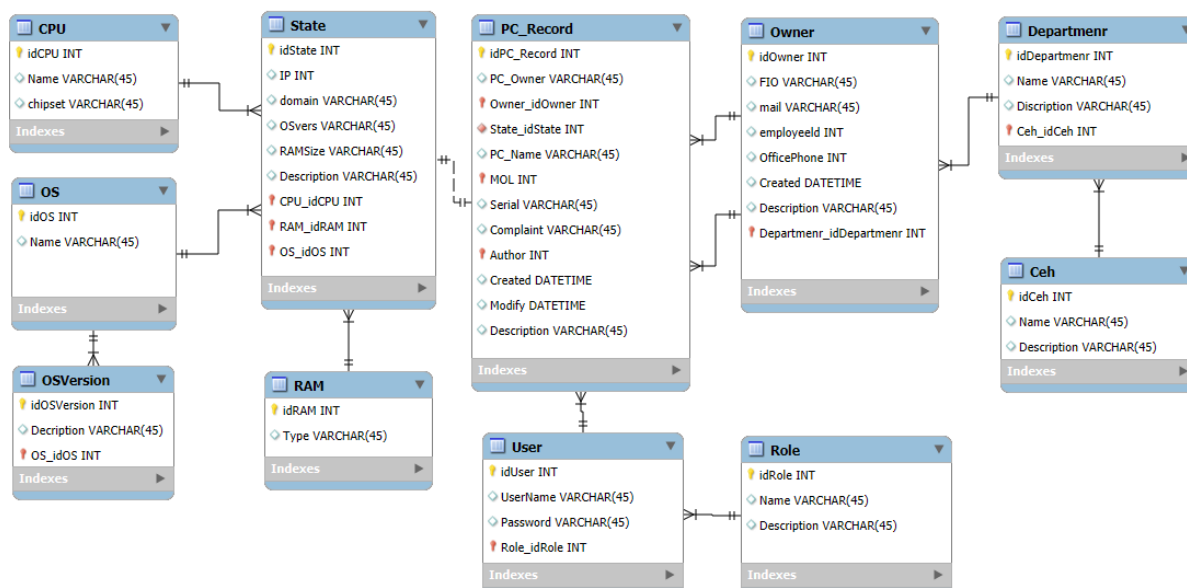 CPU
idCPU INT
Name VARCHAR(45)
chipset VARCHAR(45)
Indexes
State
idState INT
IP INT
domain VARCHAR(45)
OSvers VARCHAR(45)
RAMSize VARCHAR(45)
Description VARCHAR(45)
CPU_idCPU INT
RAM_idRAM INT
OS_idOS INT
Indexes
PC_Record
idPC_Record INT
PC_Owner VARCHAR(45)
Owner_idOwner INT
State_idState INT
PC_Name VARCHAR(45)
MOL INT
Serial VARCHAR(45)
Complaint VARCHAR(45)
Author INT
Created DATETIME
Modify DATETIME
Description VARCHAR(45)
Indexes
Owner
idOwner INT
FIO VARCHAR(45)
mail VARCHAR(45)
employeeId INT
OfficePhone INT
Created DATETIME
Description VARCHAR(45)
Departmenr_idDepartmenr INT
Indexes
Departmenr
idDepartmenr INT
Name VARCHAR(45)
Discription VARCHAR(45)
Ceh_idCeh INT
Indexes
OS
idOS INT
Name VARCHAR(45)
Indexes
Ceh
idCeh INT
Name VARCHAR(45)
Description VARCHAR(45)
Indexes
OSVersion
idOSVersion INT
Decription VARCHAR(45)
OS_idOS INT
Indexes
RAM
idRAM INT
Type VARCHAR(45)
Indexes
User
idUser INT
UserName VARCHAR(45)
Password VARCHAR(45)
Role_idRole INT
Indexes
Role
idRole INT
Name VARCHAR(45)
Description VARCHAR(45)
Indexes